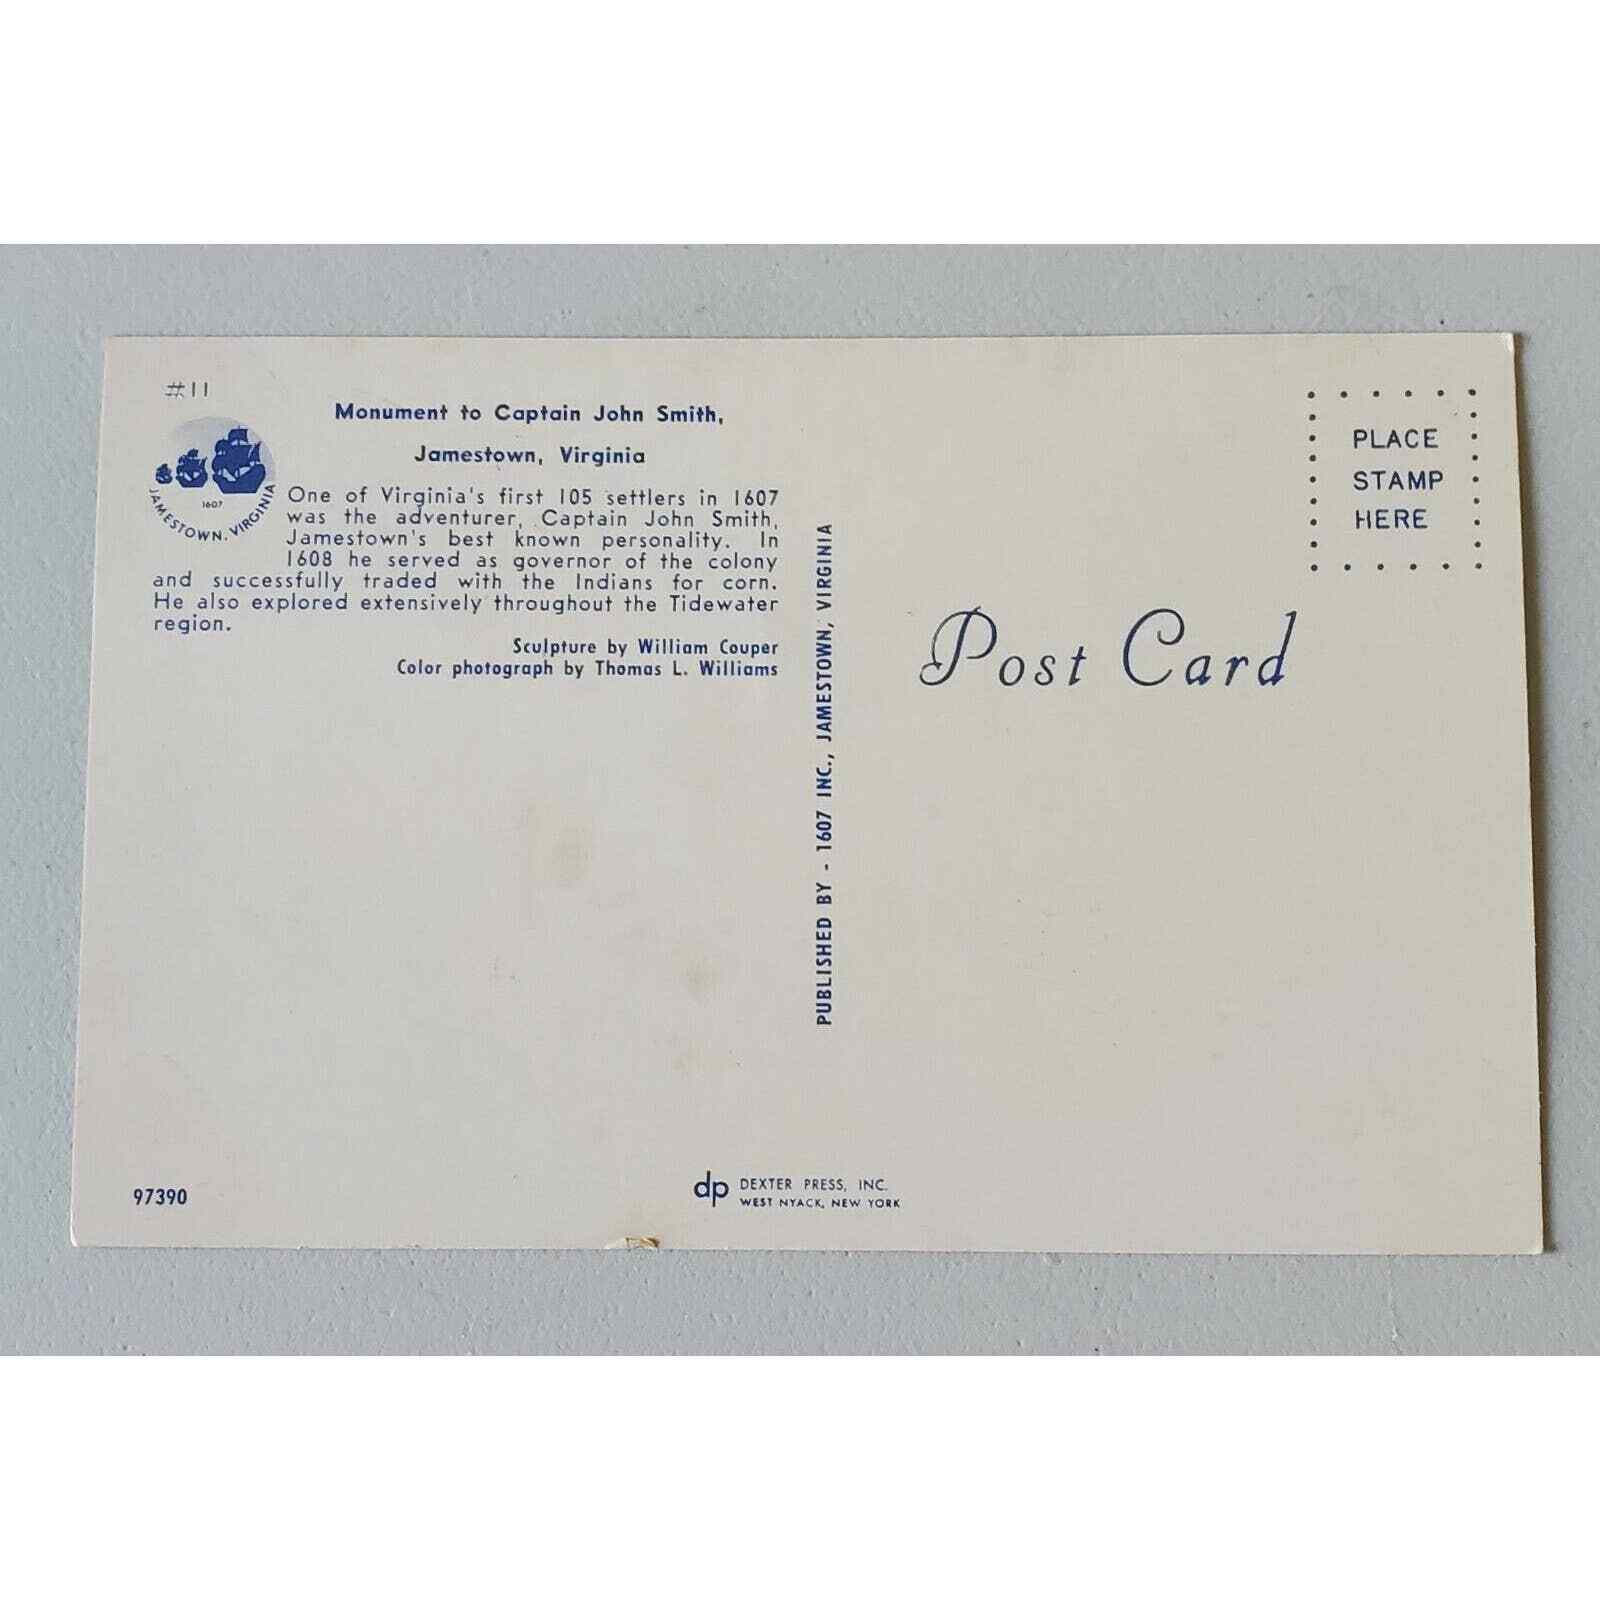 #11
Monument to Captain John Smith,
Jamestown, Virginia
1607
JAMESTOWN, VIRGINIA
One of Virginia's first 105 settlers in 1607
was the adventurer, Captain John Smith,
Jamestown's best known personality. In
1608 he served as governor of the colony
and successfully traded with the Indians for corn.
He also explored extensively throughout the Tidewater
region.
Sculpture by William Couper
Color photograph by Thomas L. Williams
PUBLISHED BY - 1607 INC., JAMESTOWN, VIRGINIA
PLACE
STAMP
HERE
Post Card
97390
dp DEXTER PRESS, INC.
WEST NYACK, NEW YORK